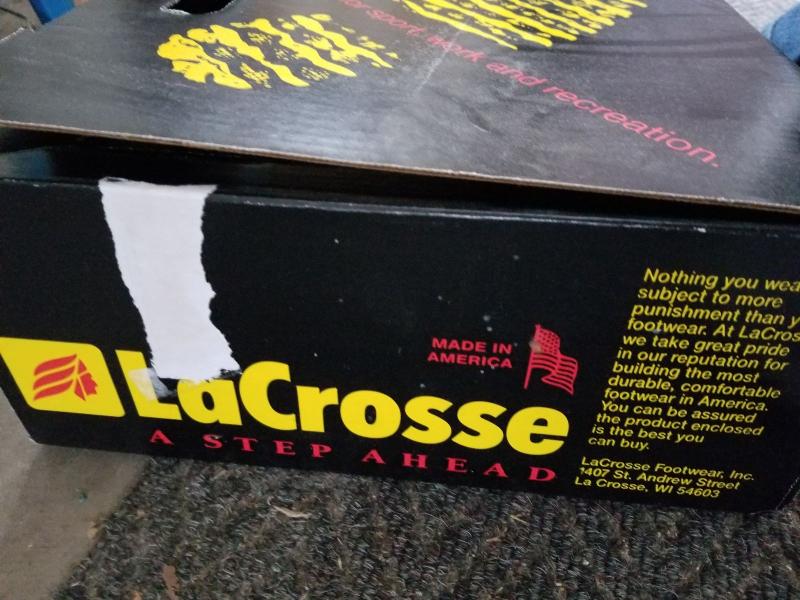 for sport, work and recreation.
MADE IN
AMERICA
LaCrosse
A STEP AHEAD
Nothing you wea
subject to more
punishment than y
footwear. At LaCros
we take great pride
in our reputation for
building the most
durable, comfortable
footwear in America.
You can be assured
the product enclosed
is the best you
can buy.
LaCrosse Footwear, Inc.
1407 St. Andrew Street
La Crosse, WI 54603